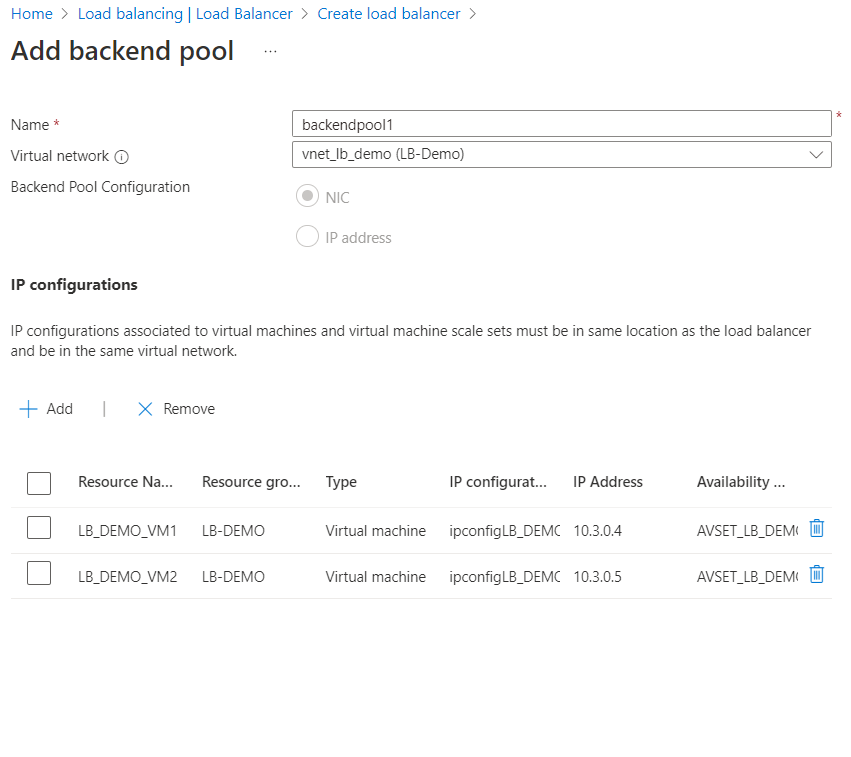 Home > Load balancing | Load Balancer > Create load balancer >
Add backend pool ...
Name * backendpool1 *
Virtual network vnet_lb_demo (LB-Demo)
Backend Pool Configuration
NIC
IP address
IP configurations
IP configurations associated to virtual machines and virtual machine scale sets must be in same location as the load balancer
and be in the same virtual network.
Add | Remove
Resource Na... Resource gro... Type IP configurat... IP Address Availability ...
LB_DEMO_VM1 LB-DEMO Virtual machine ipconfigLB_DEMO 10.3.0.4 AVSET_LB_DEMO
LB_DEMO_VM2 LB-DEMO Virtual machine ipconfigLB_DEMO 10.3.0.5 AVSET_LB_DEMO